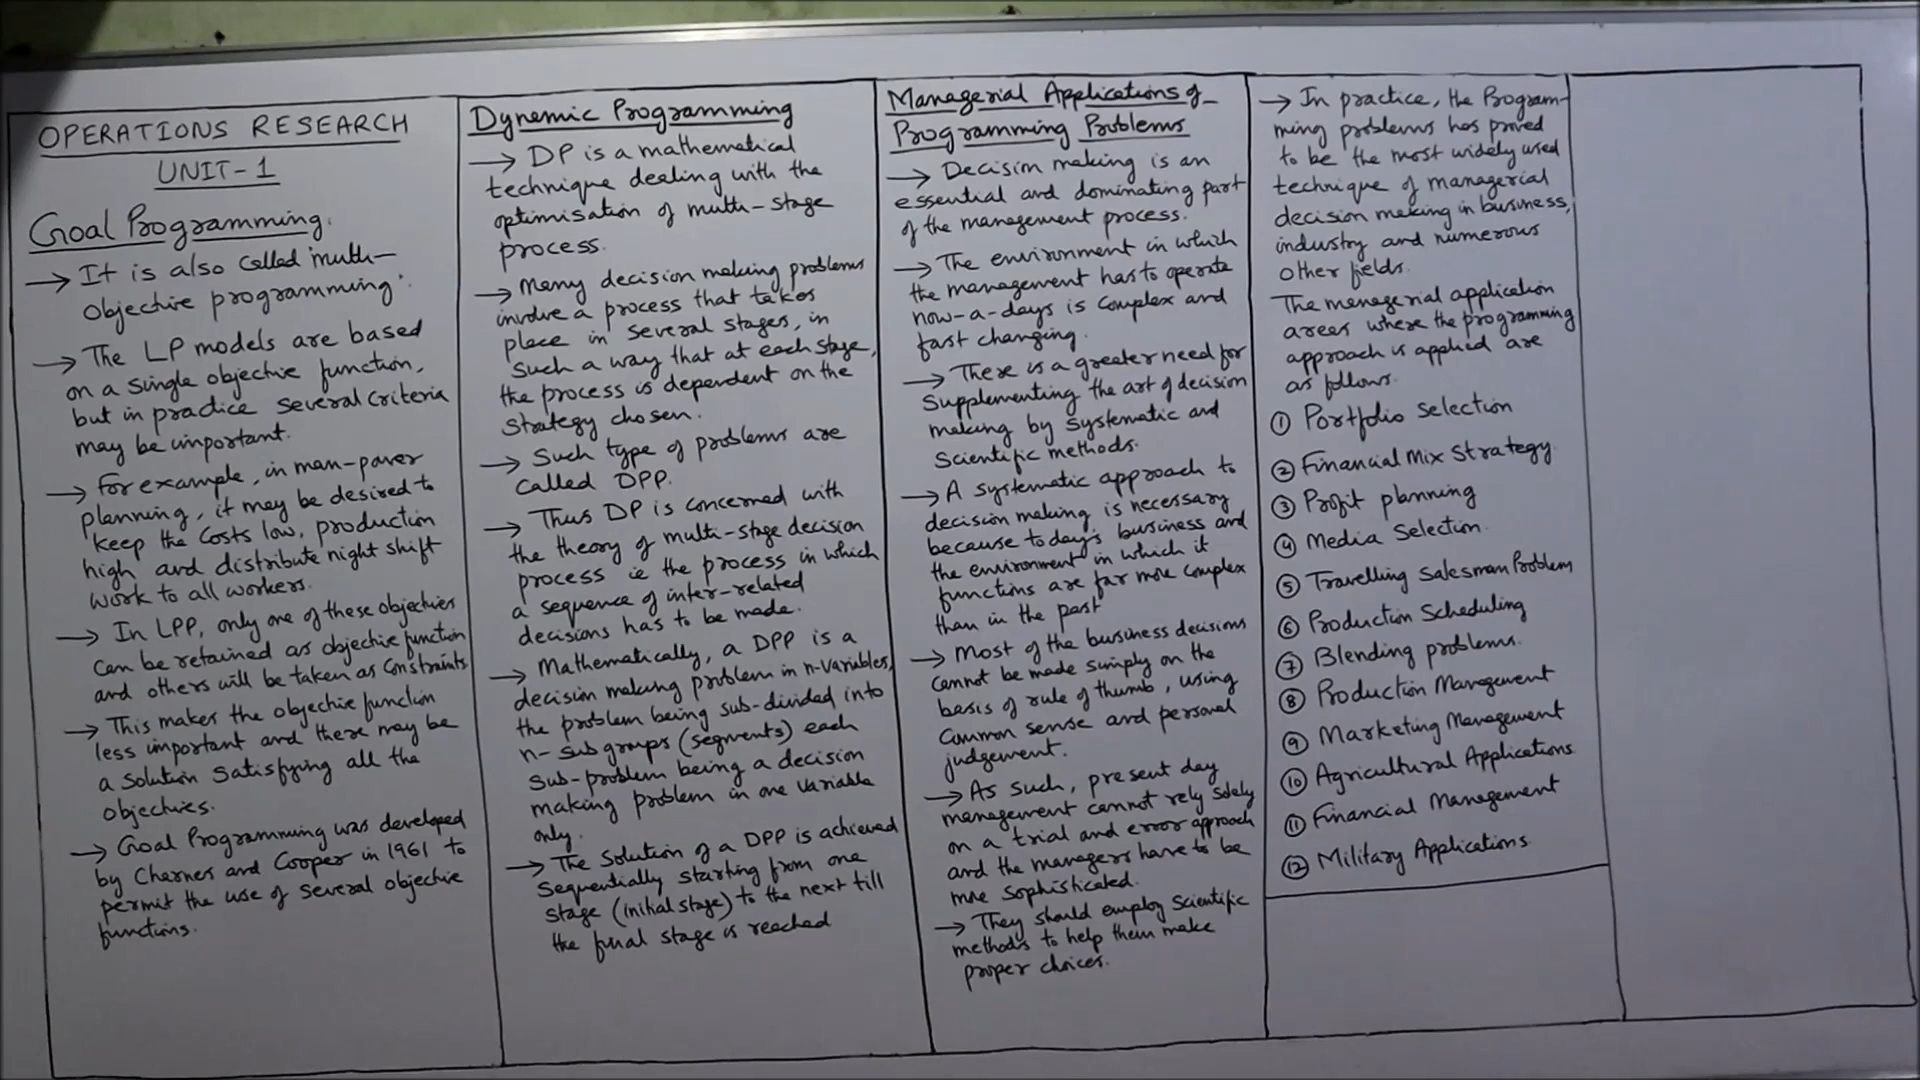 OPERATIONS RESEARCH
UNIT-1
Goal Programming.
→ It is also called "multi-
objective programming".
→ The LP models are based
on a single objective function,
but in practice several criteria
may be important.
→ For example, in man-power
planning, it may be desired to
keep the costs low, production
high and distribute night shift
work to all workers.
→ In LPP, only one of these objectives
can be retained as objective function
and others will be taken as constraints
→ This makes the objective function
less important and there may be
a solution satisfying all the
objectives.
→ Goal Programming was developed
by Charnes and Cooper in 1961 to
permit the use of several objective
functions.
Dynemic Programming
→ DP is a mathematical
technique dealing with the
optimisation of multi-stage
process.
→ Many decision making problems
involve a process that takes
place in several stages, in
such a way that at each stage,
the process is dependent on the
strategy chosen.
→ Such type of problems are
called DPP.
→ Thus DP is concerned with
the theory of multi-stage decision
process ie the process in which
a sequence of inter-related
decisions has to be made.
→ Mathematically, a DPP is a
decision making problem in n-variables,
the problem being sub-divided into
n-sub groups (segments) each
sub-problem being a decision
making problem in one variable
only.
→ The solution of a DPP is achieved
sequentially starting from one
stage (initial stage) to the next till
the final stage is reached
Managerial Applications of
Programming Problems
→ Decision making is an
essential and dominating part
of the management process.
→ The environment in which
the management has to operate
now-a-days is complex and
fast changing.
→ There is a greater need for
supplementing the art of decision
making by systematic and
scientific methods.
→ A systematic approach to
decision making is necessary
because today's business and
the environment in which it
functions are far more complex
than in the past
→ Most of the business decisions
cannot be made simply on the
basis of rule of thumb, using
common sense and personal
judgement.
→ As such, present day
management cannot rely solely
on a trial and error approach
and the managers have to be
more sophisticated.
→ They should employ scientific
methods to help them make
proper choices.
→ In practice, the Program-
ming problems has proved
to be the most widely used
technique of managerial
decision making in business,
industry and numerous
other fields.
The managerial application
areas where the programming
approach is applied are
as follows.
① Portfolio selection
② Financial Mix Strategy
③ Profit planning
④ Media Selection
⑤ Travelling Salesman Problem
⑥ Production Scheduling
⑦ Blending problems.
⑧ Production Management
⑨ Marketing Management
⑩ Agricultural Applications
⑪ Financial Management
⑫ Military Applications.